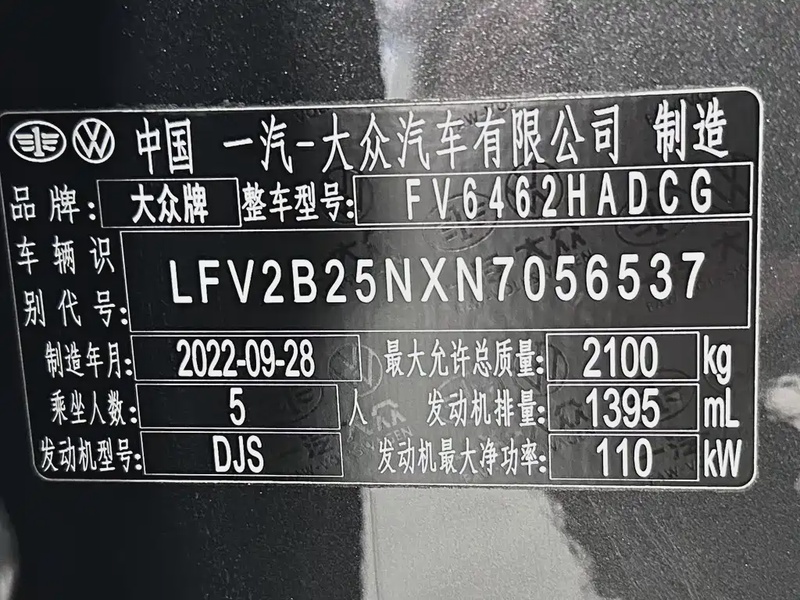 中国 一汽-大众汽车有限公司 制造
品牌: 大众牌 整车型号: FV6462HADCG
车辆识别代号: LFV2B25NXN7056537
制造年月: 2022-09-28 最大允许总质量: 2100 kg
乘坐人数: 5 人 发动机排量: 1395 mL
发动机型号: DJS 发动机最大净功率: 110 kW